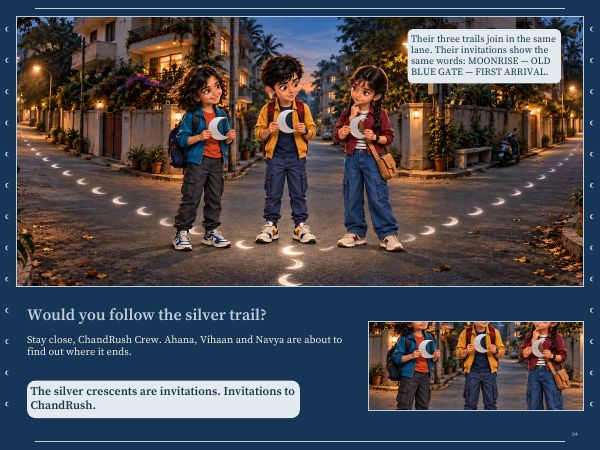 Their three trails join in the same
lane. Their invitations show the
same words: MOONRISE — OLD
BLUE GATE — FIRST ARRIVAL.
Would you follow the silver trail?
Stay close, ChandRush Crew. Ahana, Vihaan and Navya are about to
find out where it ends.
The silver crescents are invitations. Invitations to
ChandRush.
04